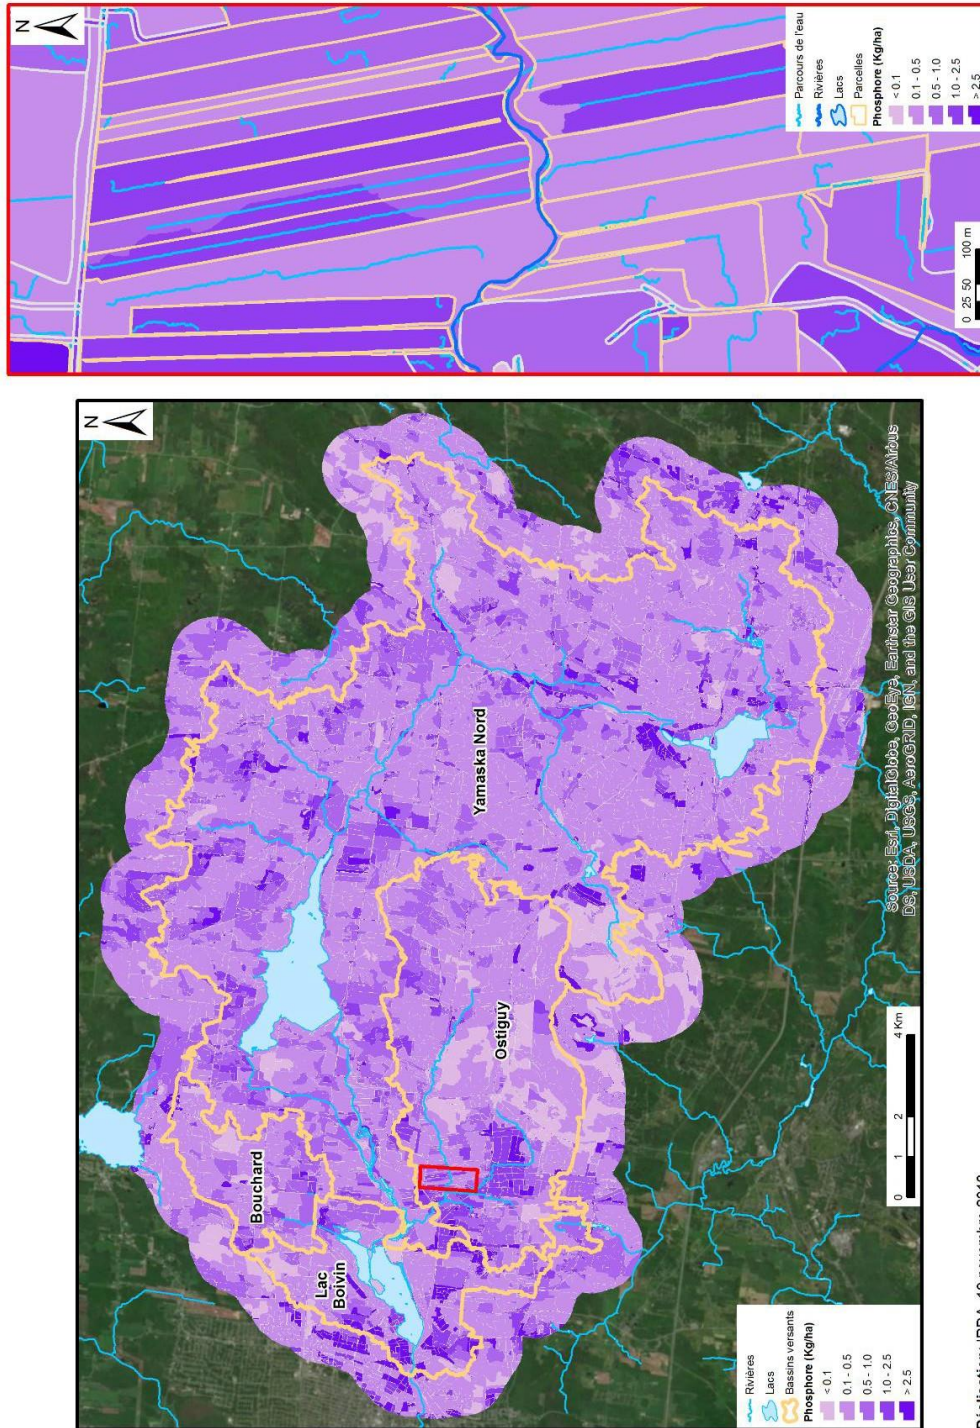 N
Yamaska Nord
Ostiguy
Bouchard
Lac
Boivin
Source: Esri, DigitalGlobe, GeoEye, Earthstar Geographics, CNES/Airbus
DS, USDA, USGS, AeroGRID, IGN, and the GIS User Community
Rivières
Lacs
Bassins versants
Phosphore (Kg/ha)
< 0.1
0.1 - 0.5
0.5 - 1.0
1.0 - 2.5
> 2.5
0 1 2 4 Km
N
Parcours de l'eau
Rivières
Lacs
Parcelles
Phosphore (Kg/ha)
< 0.1
0.1 - 0.5
0.5 - 1.0
1.0 - 2.5
> 2.5
0 25 50 100 m